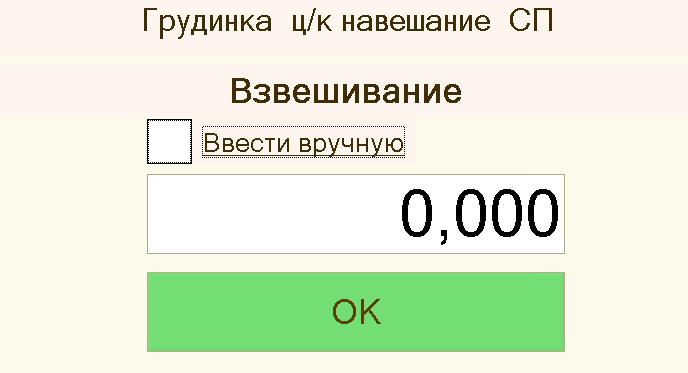 Грудинка ц/к навешание СП
Взвешивание
Ввести вручную
0,000
OK